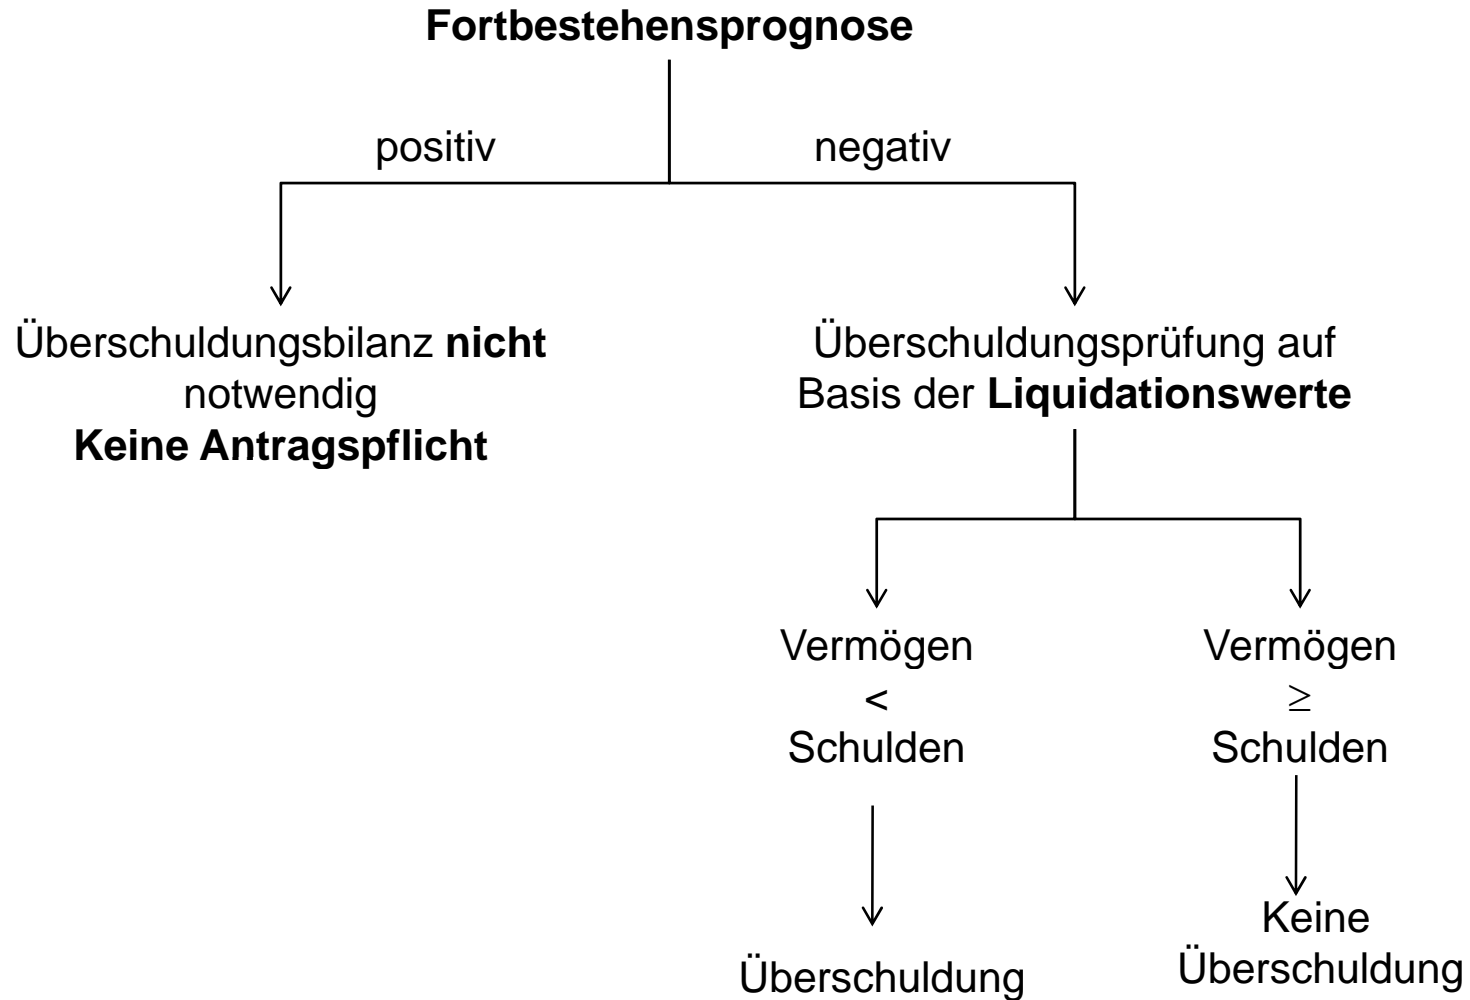 Fortbestehensprognose
positiv
negativ
Überschuldungsbilanz nicht
notwendig
Keine Antragspflicht
Überschuldungsprüfung auf
Basis der Liquidationswerte
Vermögen
<
Schulden
Überschuldung
Vermögen
≥
Schulden
Keine
Überschuldung